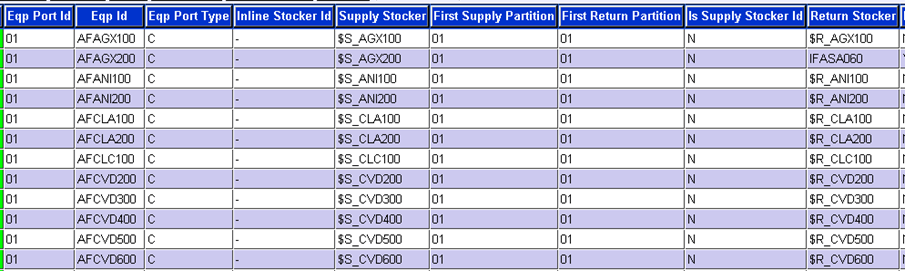 Eqp Port Id Eqp Id Eqp Port Type Inline Stocker Id Supply Stocker First Supply Partition First Return Partition Is Supply Stocker Id Return Stocker
01 AFAGX100 C - $S_AGX100 01 01 N $R_AGX100
01 AFAGX200 C - $S_AGX200 01 01 N IFASA060
01 AFANI100 C - $S_ANI100 01 01 N $R_ANI100
01 AFANI200 C - $S_ANI200 01 01 N $R_ANI200
01 AFCLA100 C - $S_CLA100 01 01 N $R_CLA100
01 AFCLA200 C - $S_CLA200 01 01 N $R_CLA200
01 AFCLC100 C - $S_CLC100 01 01 N $R_CLC100
01 AFCVD200 C - $S_CVD200 01 01 N $R_CVD200
01 AFCVD300 C - $S_CVD300 01 01 N $R_CVD300
01 AFCVD400 C - $S_CVD400 01 01 N $R_CVD400
01 AFCVD500 C - $S_CVD500 01 01 N $R_CVD500
01 AFCVD600 C - $S_CVD600 01 01 N $R_CVD600